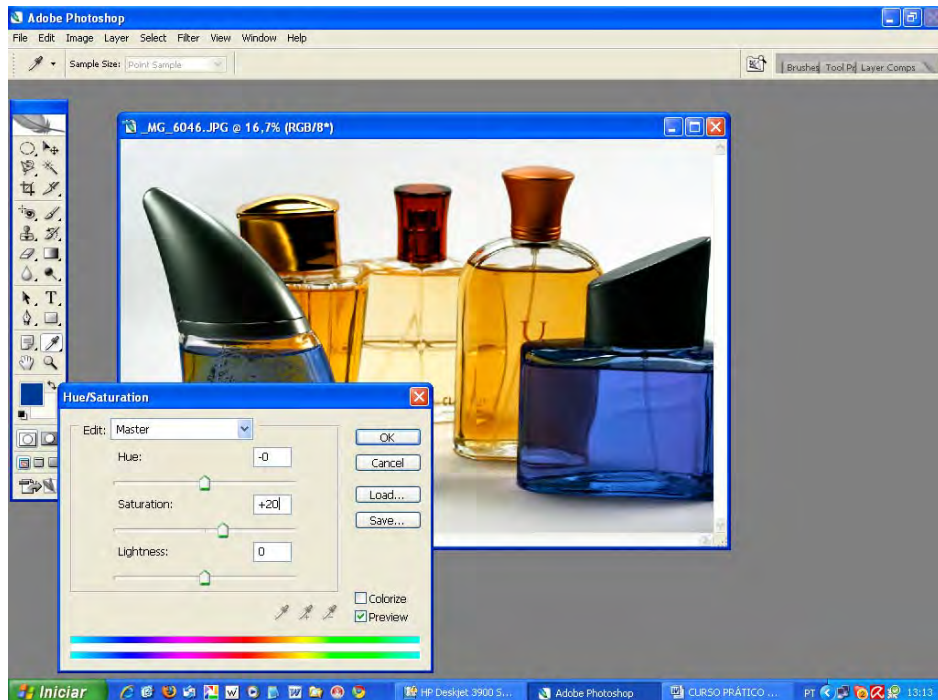 Adobe Photoshop
File Edit Image Layer Select Filter View Window Help
Sample Size: Point Sample
Brushes Tool Pr Layer Comps
_MG_6046.JPG @ 16,7% (RGB/8*)
T
U
CL
Hue/Saturation
Edit: Master
Hue: -0
Saturation: +20
Lightness: 0
OK
Cancel
Load...
Save...
Colorize
Preview
Iniciar
HP Deskjet 3900 S...
Adobe Photoshop
CURSO PRÁTICO ...
PT
13:13